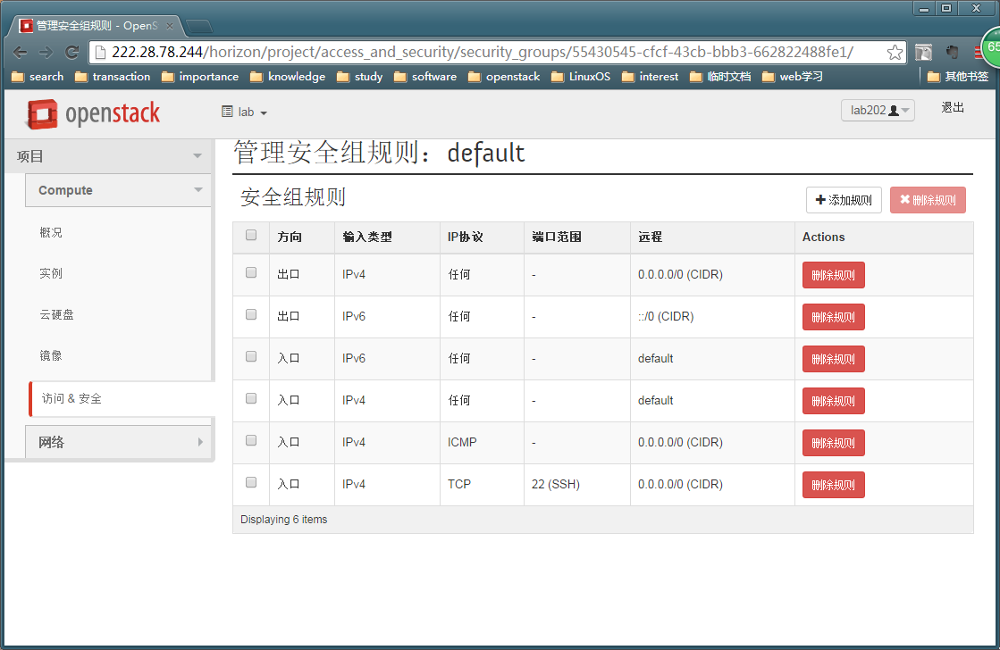 管理安全组规则 - OpenS
222.28.78.244/horizon/project/access_and_security/security_groups/55430545-cfcf-43cb-bbb3-662822488fe1/
65
search transaction importance knowledge study software openstack LinuxOS interest 临时文档 web学习 其他书签
openstack lab lab202 退出
项目
Compute
概况
实例
云硬盘
镜像
访问 & 安全
网络
管理安全组规则：default
安全组规则
添加规则 删除规则
方向 输入类型 IP协议 端口范围 远程 Actions
出口 IPv4 任何 - 0.0.0.0/0 (CIDR) 删除规则
出口 IPv6 任何 - ::/0 (CIDR) 删除规则
入口 IPv6 任何 - default 删除规则
入口 IPv4 任何 - default 删除规则
入口 IPv4 ICMP - 0.0.0.0/0 (CIDR) 删除规则
入口 IPv4 TCP 22 (SSH) 0.0.0.0/0 (CIDR) 删除规则
Displaying 6 items